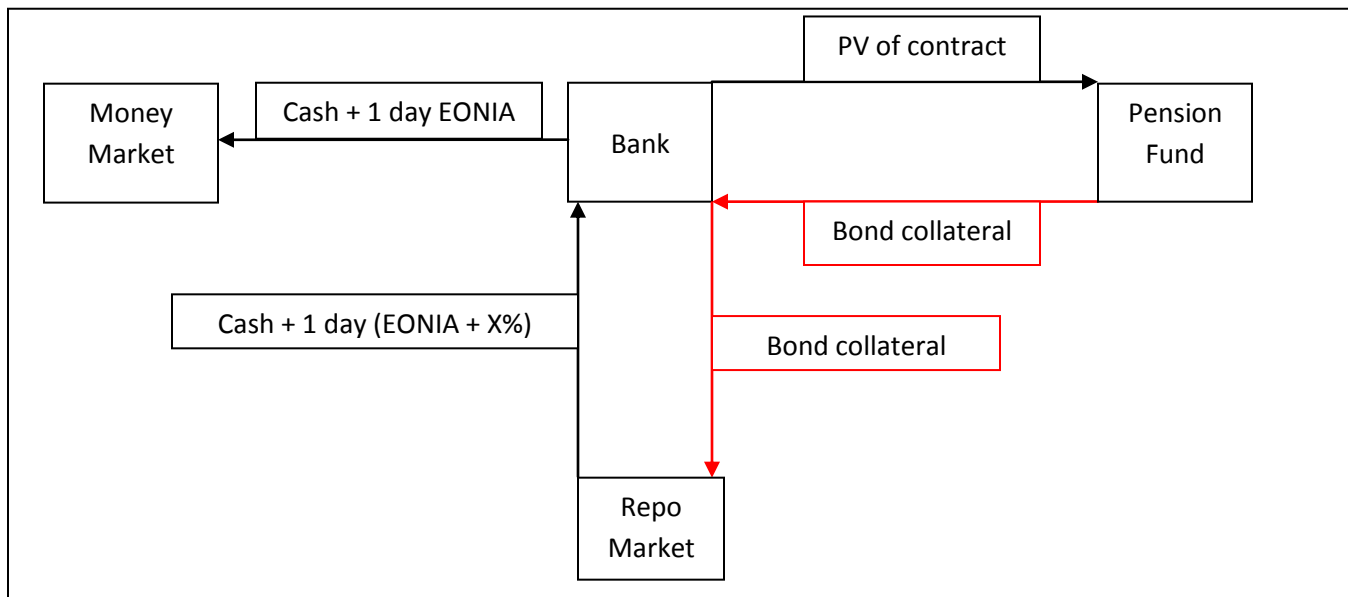 PV of contract
Money
Market
Cash + 1 day EONIA
Bank
Pension
Fund
Bond collateral
Cash + 1 day (EONIA + X%)
Bond collateral
Repo
Market